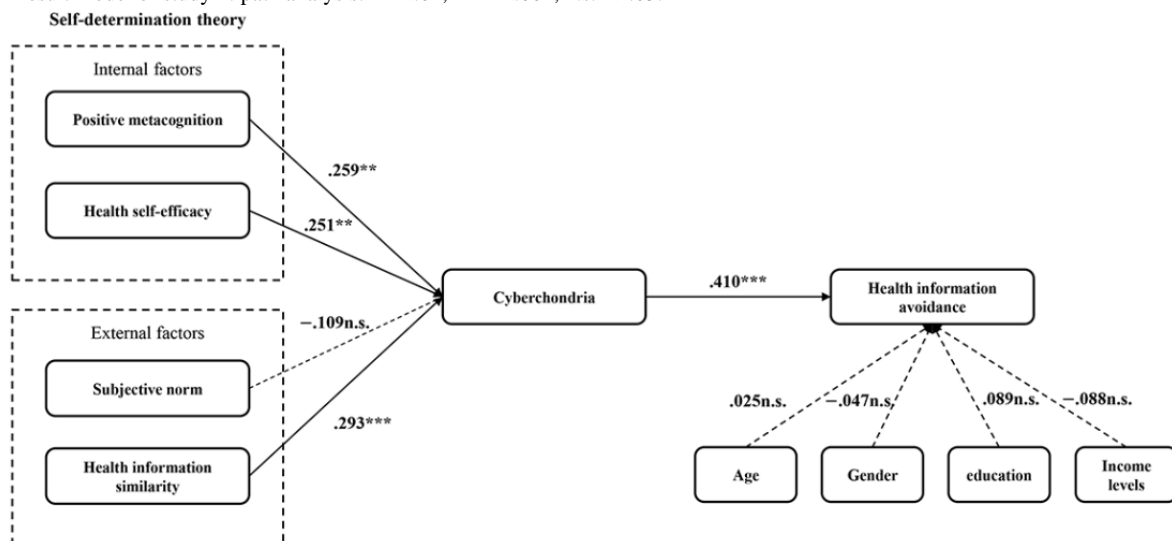 Self-determination theory
Internal factors
Positive metacognition
Health self-efficacy
External factors
Subjective norm
Health information
similarity
.259**
.251**
−.109n.s.
.293***
Cyberchondria
.410***
Health information
avoidance
.025n.s.
−.047n.s.
.089n.s.
−.088n.s.
Age
Gender
education
Income
levels